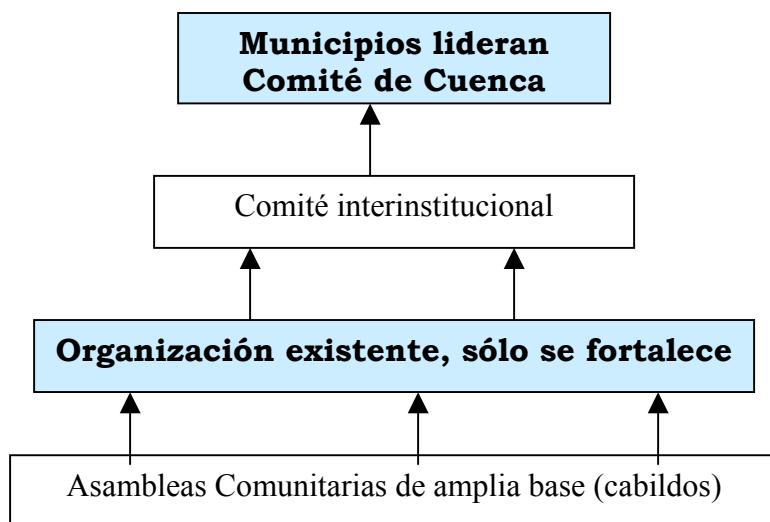 Municipios lideran
Comité de Cuenca
Comité interinstitucional
Organización existente, sólo se fortalece
Asambleas Comunitarias de amplia base (cabildos)